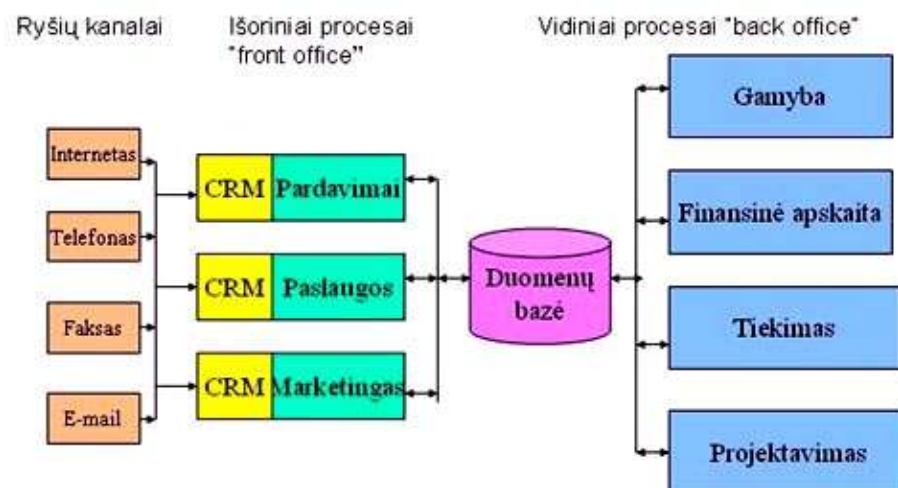 Ryšių kanalai
Išoriniai procesai
"front office"
Vidiniai procesai "back office"
Internetas
Telefonas
Faksas
E-mail
CRM Pardavimai
CRM Paslaugos
CRM Marketingas
Duomenų
bazė
Gamyba
Finansinė apskaita
Tiekimas
Projektavimas